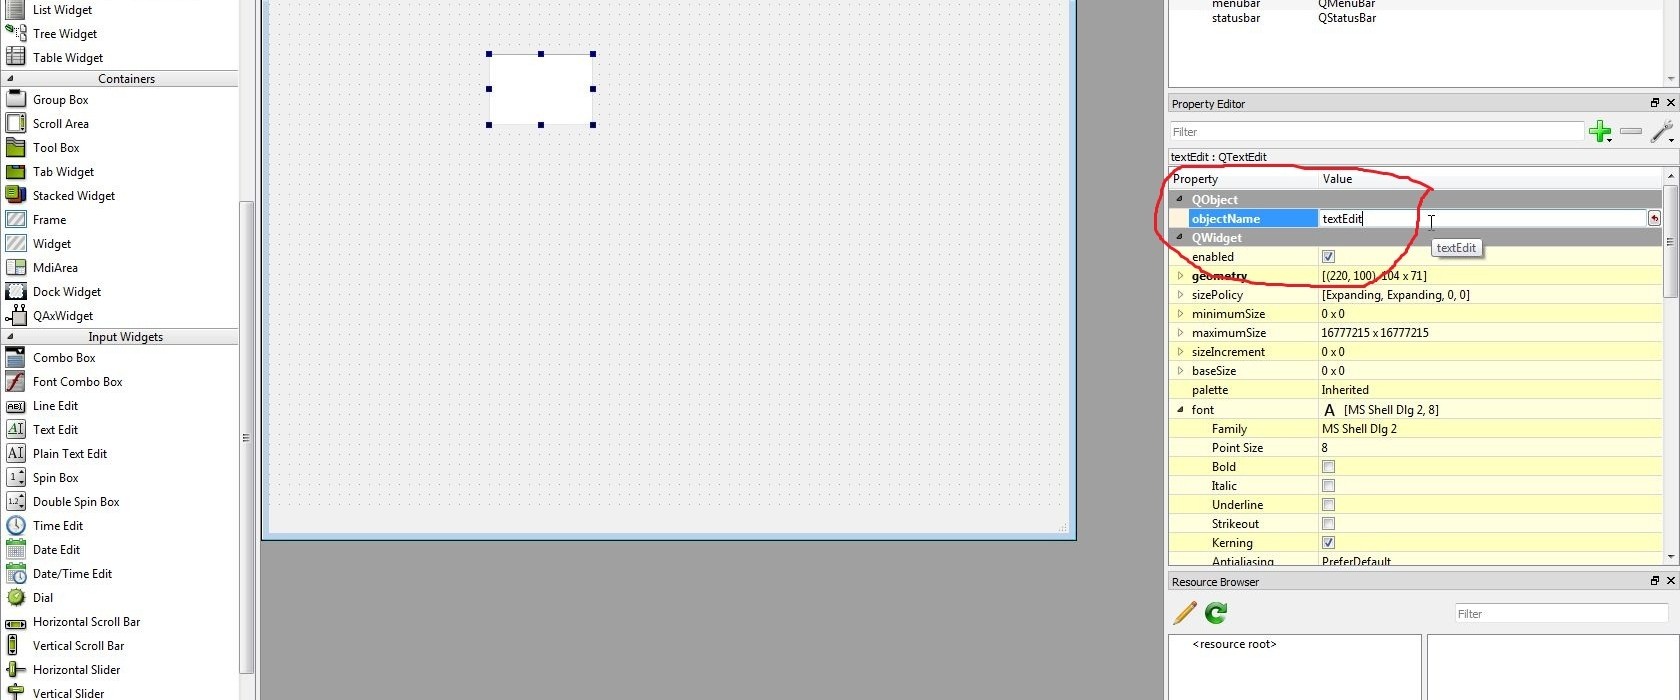 List Widget
Tree Widget
Table Widget
Containers
Group Box
Scroll Area
Tool Box
Tab Widget
Stacked Widget
Frame
Widget
MdiArea
Dock Widget
QAxWidget
Input Widgets
Combo Box
Font Combo Box
Line Edit
Text Edit
Plain Text Edit
Spin Box
Double Spin Box
Time Edit
Date Edit
Date/Time Edit
Dial
Horizontal Scroll Bar
Vertical Scroll Bar
Horizontal Slider
Vertical Slider
menubar QMenuBar
statusbar QStatusBar
Property Editor
Filter
textEdit : QTextEdit
Property Value
QObject
objectName textEdit
QWidget
textEdit
enabled
geometry [(220, 100), 104 x 71]
sizePolicy [Expanding, Expanding, 0, 0]
minimumSize 0 x 0
maximumSize 16777215 x 16777215
sizeIncrement 0 x 0
baseSize 0 x 0
palette Inherited
font A [MS Shell Dlg 2, 8]
Family MS Shell Dlg 2
Point Size 8
Bold
Italic
Underline
Strikeout
Kerning
Antialiasing PreferDefault
Resource Browser
Filter
<resource root>